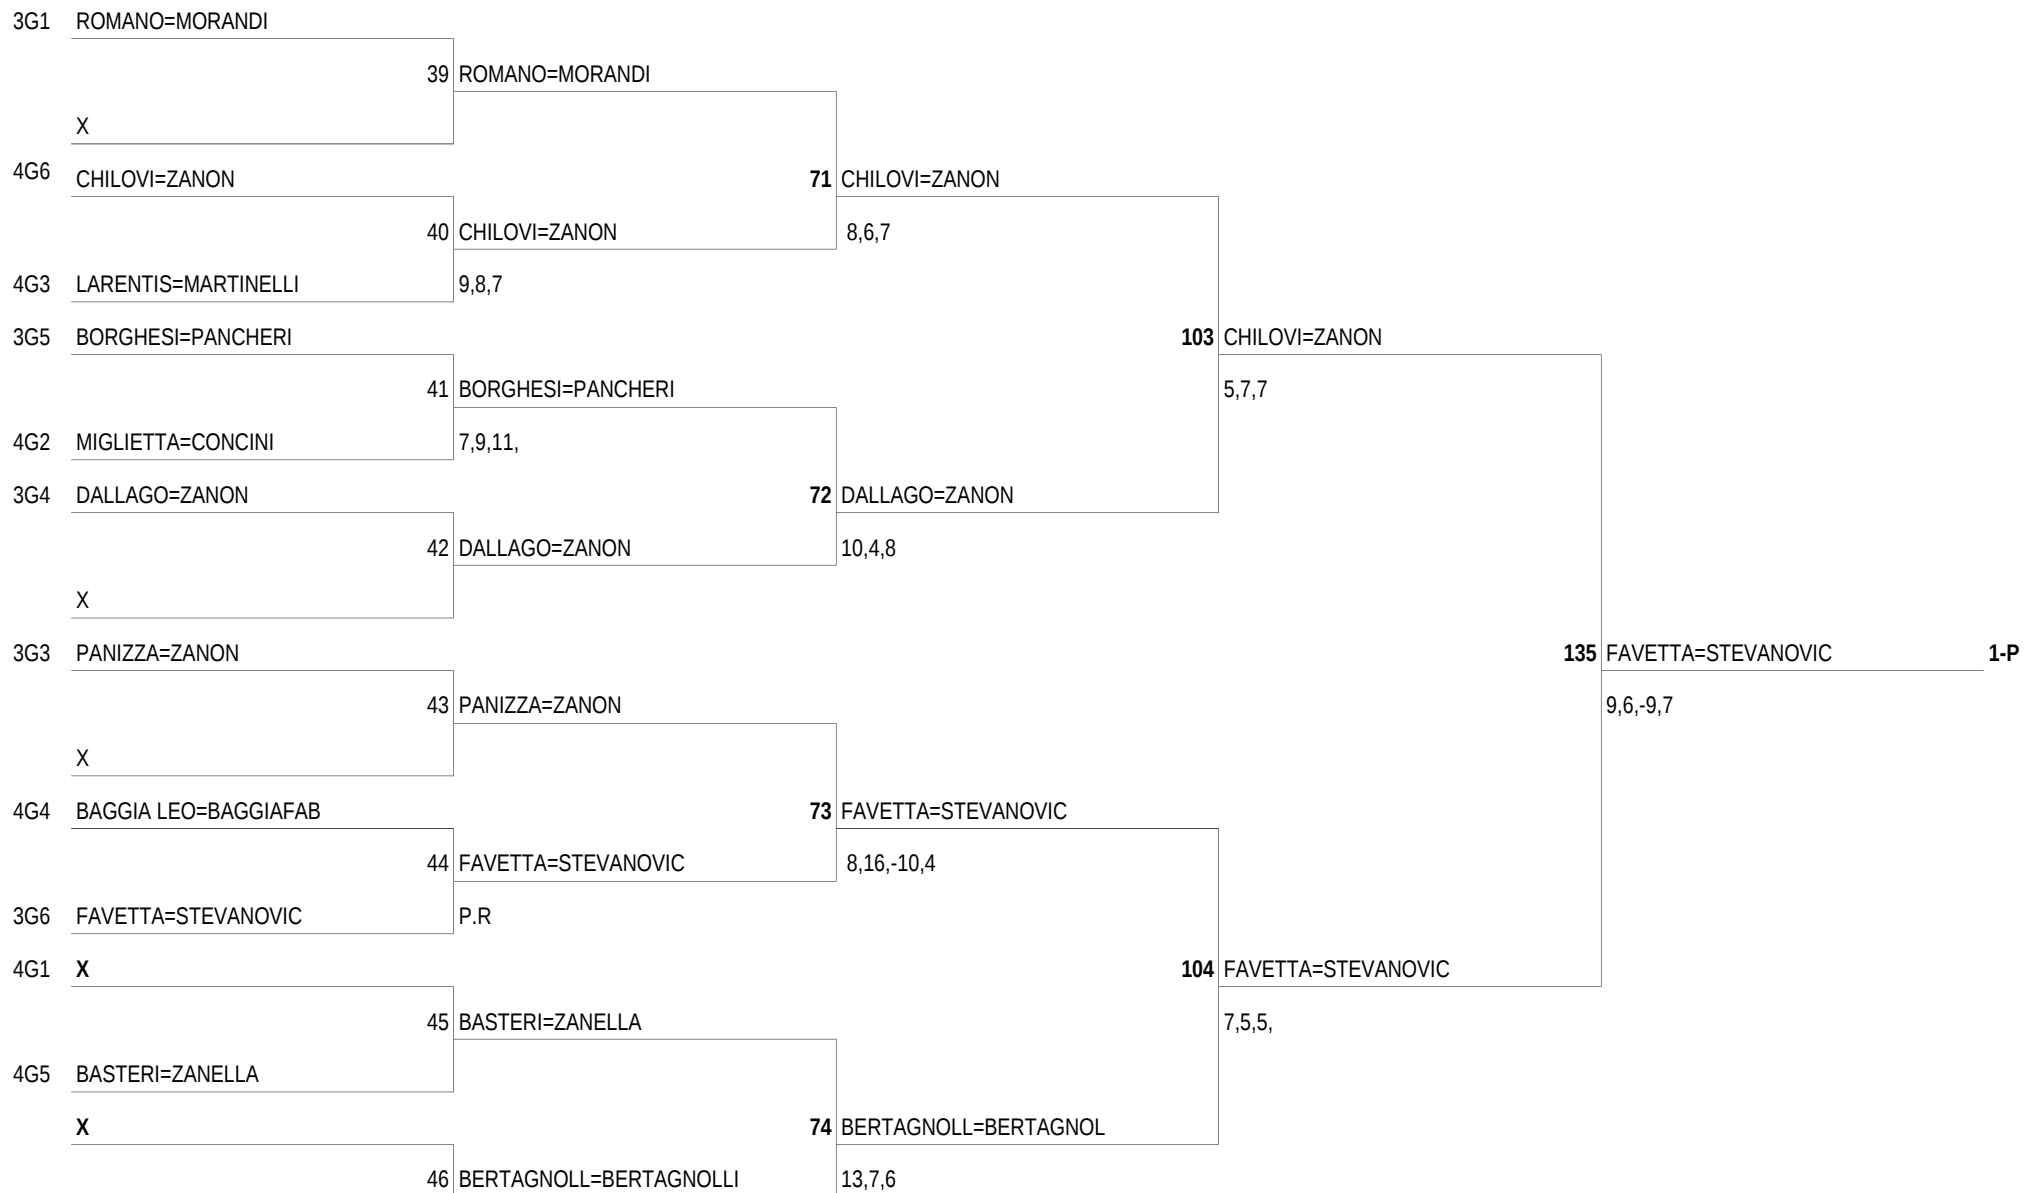 3G1 ROMANO=MORANDI
39 ROMANO=MORANDI
X
4G6 CHILOVI=ZANON 71 CHILOVI=ZANON
40 CHILOVI=ZANON 8,6,7
4G3 LARENTIS=MARTINELLI 9,8,7
3G5 BORGHESI=PANCHERI 103 CHILOVI=ZANON
41 BORGHESI=PANCHERI 5,7,7
4G2 MIGLIETTA=CONCINI 7,9,11,
3G4 DALLAGO=ZANON 72 DALLAGO=ZANON
42 DALLAGO=ZANON 10,4,8
X
3G3 PANIZZA=ZANON 135 FAVETTA=STEVANOVIC 1-P
43 PANIZZA=ZANON 9,6,-9,7
X
4G4 BAGGIA LEO=BAGGIAFAB 73 FAVETTA=STEVANOVIC
44 FAVETTA=STEVANOVIC 8,16,-10,4
3G6 FAVETTA=STEVANOVIC P.R
4G1 X 104 FAVETTA=STEVANOVIC
45 BASTERI=ZANELLA 7,5,5,
4G5 BASTERI=ZANELLA
X 74 BERTAGNOLL=BERTAGNOL
46 BERTAGNOLL=BERTAGNOLLI 13,7,6